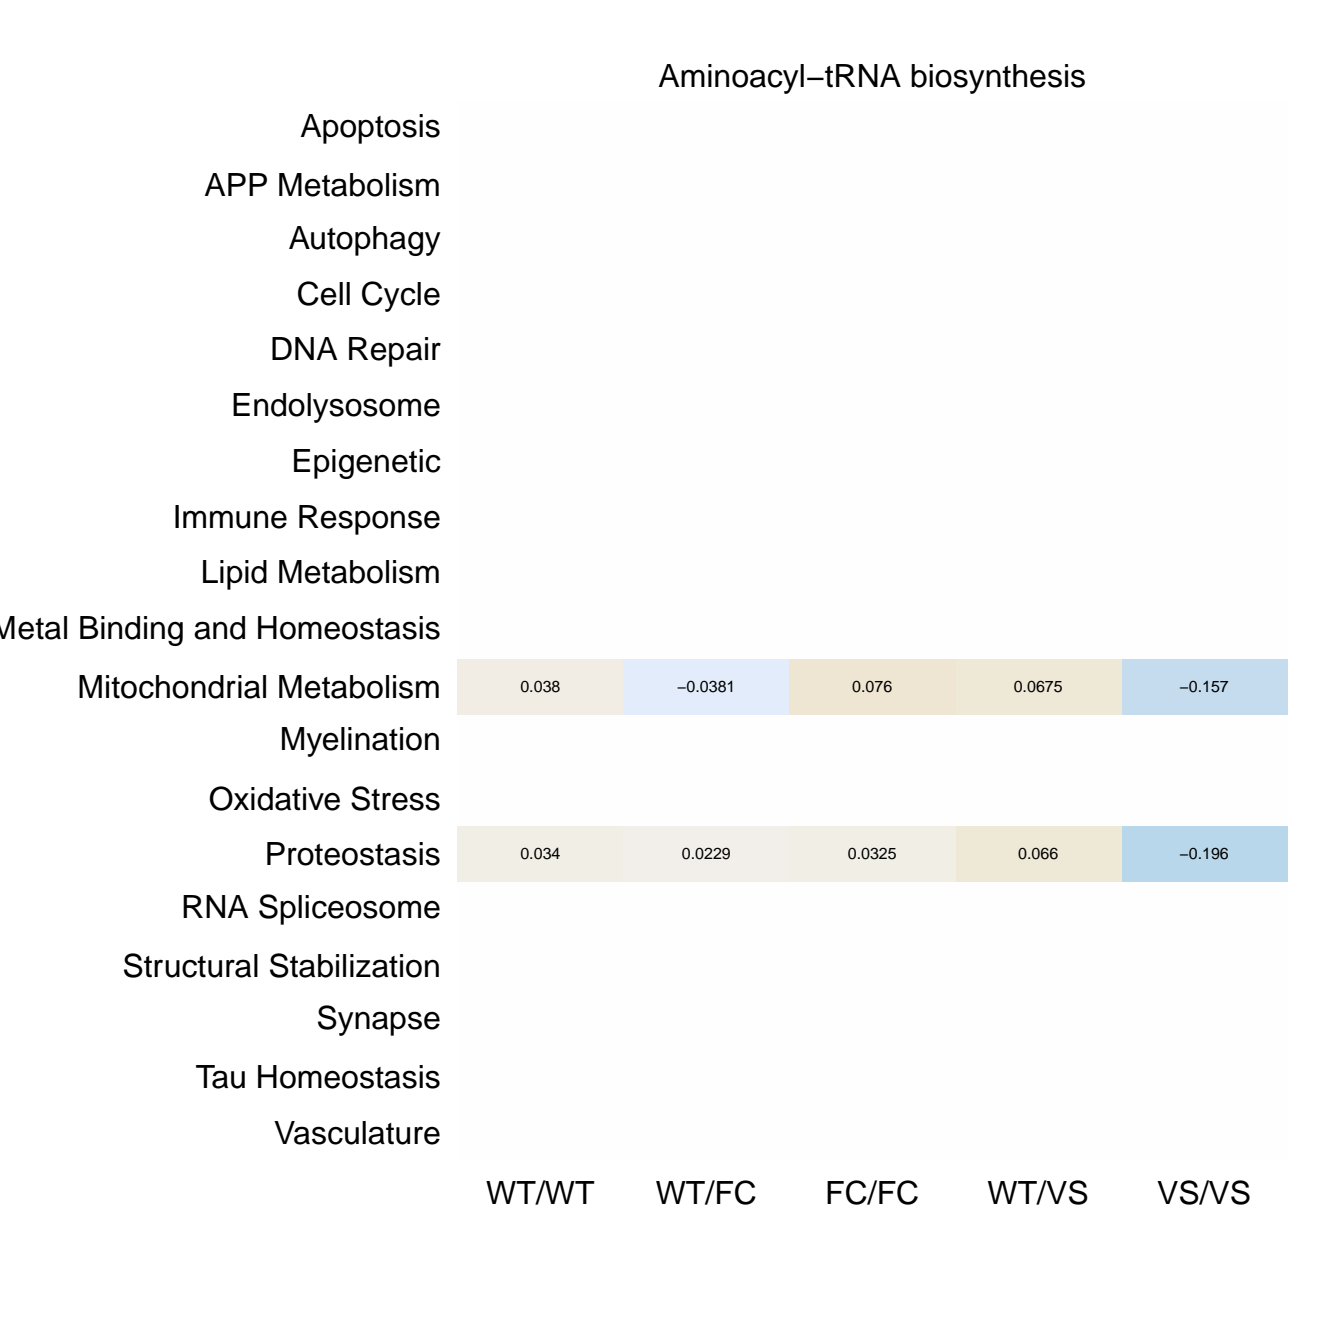 Aminoacyl−tRNA biosynthesis
Apoptosis
APP Metabolism
Autophagy
Cell Cycle
DNA Repair
Endolysosome
Epigenetic
Immune Response
Lipid Metabolism
Metal Binding and Homeostasis
Mitochondrial Metabolism 0.038 −0.0381 0.076 0.0675 −0.157
Myelination
Oxidative Stress
Proteostasis 0.034 0.0229 0.0325 0.066 −0.196
RNA Spliceosome
Structural Stabilization
Synapse
Tau Homeostasis
Vasculature
WT/WT WT/FC FC/FC WT/VS VS/VS